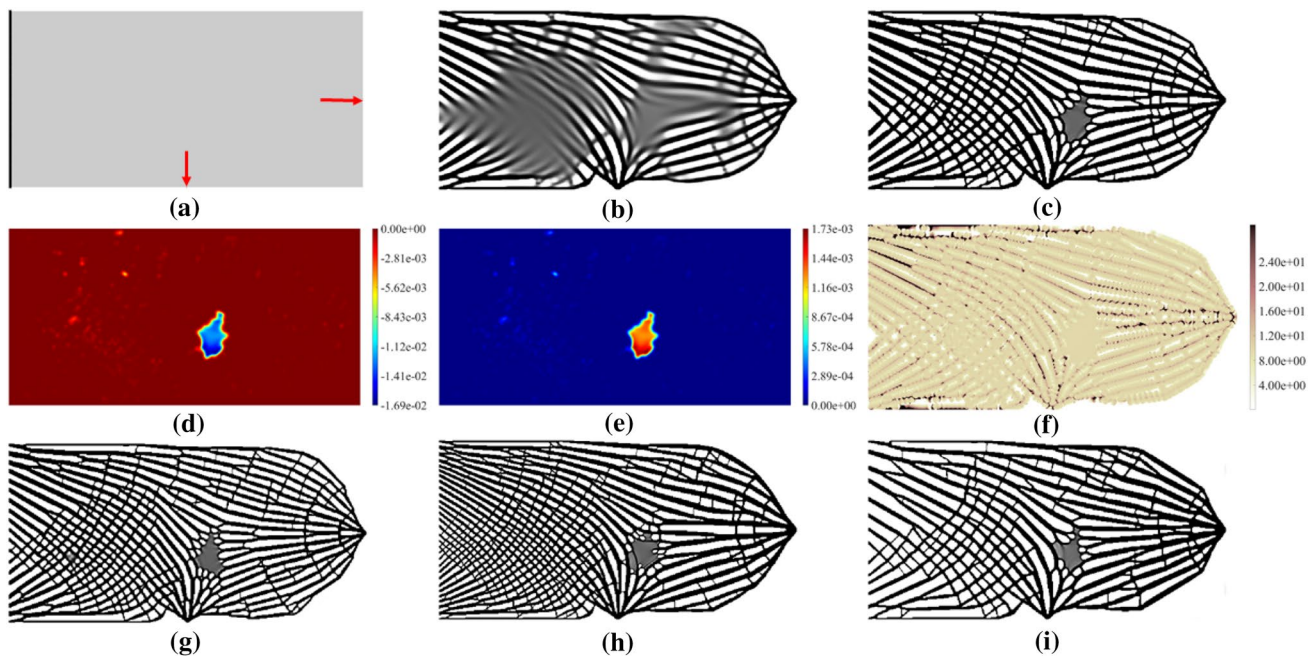 (a)
(b)
(c)
0.00e+00
-2.81e-03
-5.62e-03
-8.43e-03
-1.12e-02
-1.41e-02
-1.69e-02
(d)
1.73e-03
1.44e-03
1.16e-03
8.67e-04
5.78e-04
2.89e-04
0.00e+00
(e)
2.40e+01
2.00e+01
1.60e+01
1.20e+01
8.00e+00
4.00e+00
(f)
(g)
(h)
(i)